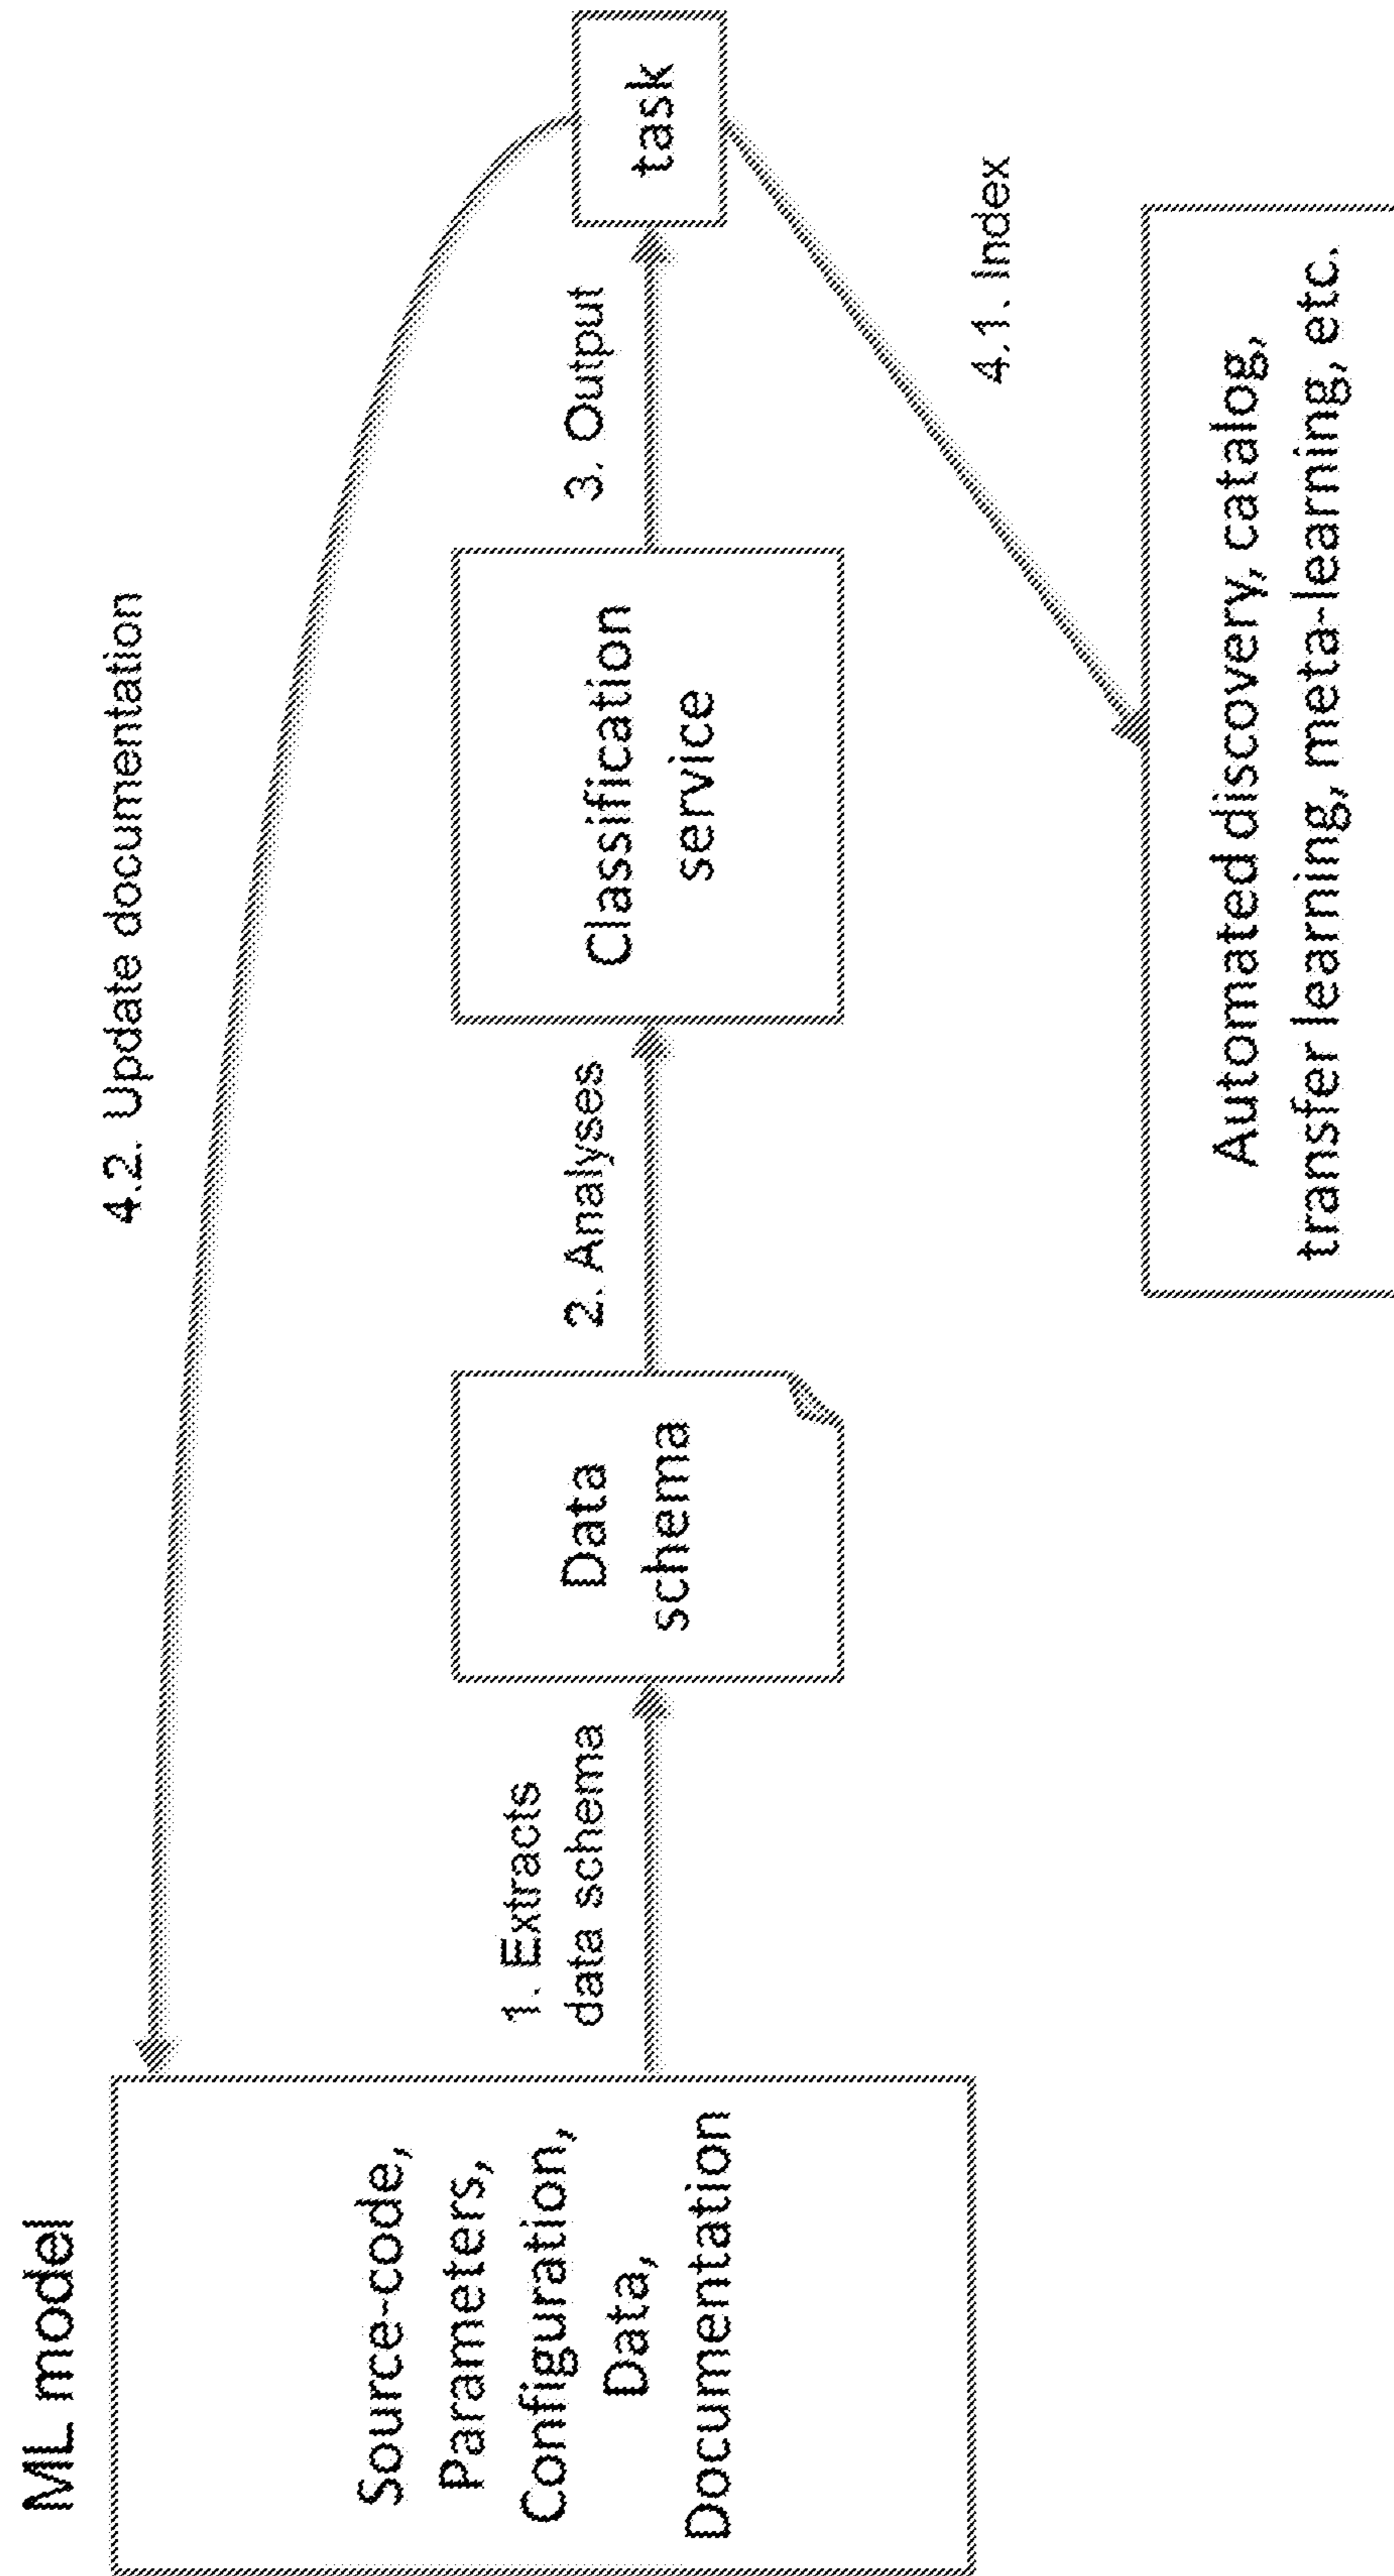 4.2. Update documentation
ML model
Source-code,
Parameters,
Configuration,
Data,
Documentation
1. Extracts
data schema
Data
schema
2. Analyses
Classification
service
3. Output
task
4.1. Index
Automated discovery, catalog,
transfer learning, meta-learning, etc.